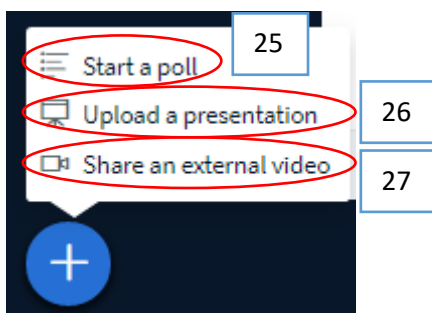 25
Start a poll
Upload a presentation
26
Share an external video
27